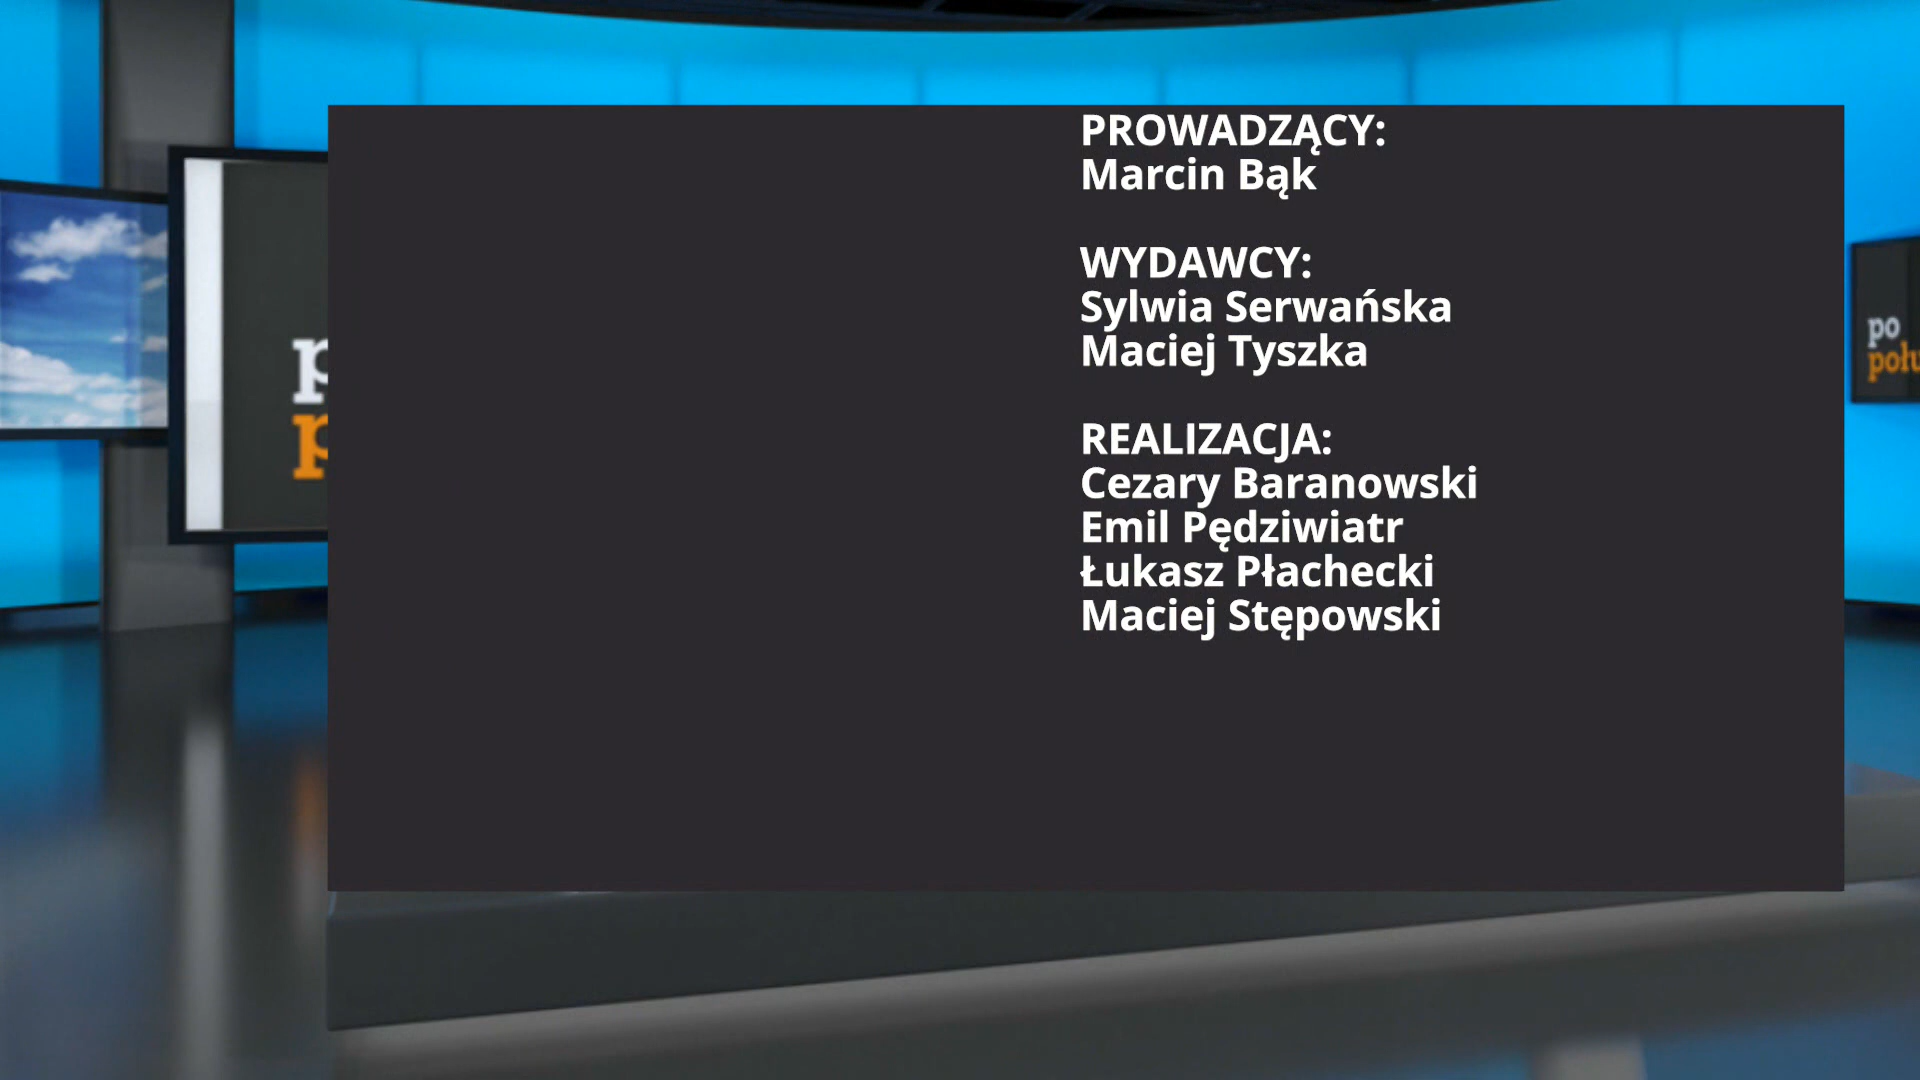 PROWADZĄCY:
Marcin Bąk
WYDAWCY:
Sylwia Serwańska
Maciej Tyszka
REALIZACJA:
Cezary Baranowski
Emil Pędziwiatr
Łukasz Płachecki
Maciej Stępowski
po